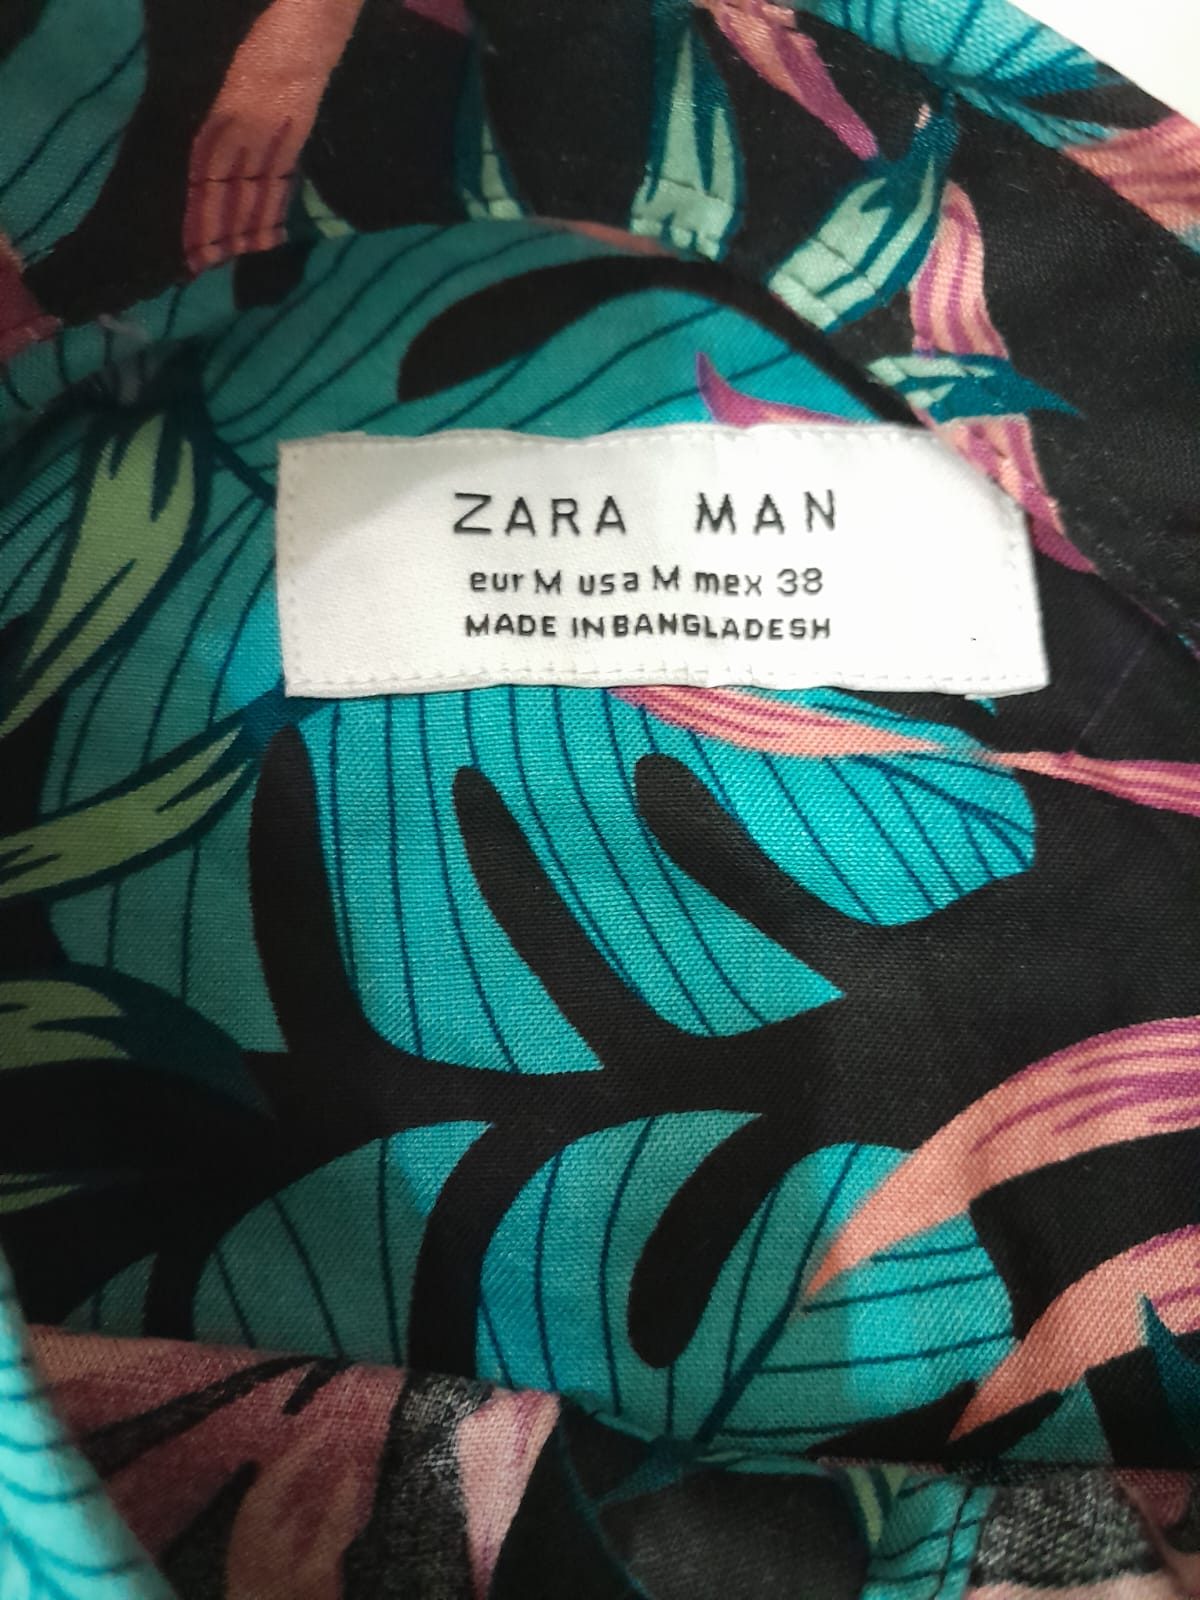 ZARA MAN
eur M usa M mex 38
MADE IN BANGLADESH